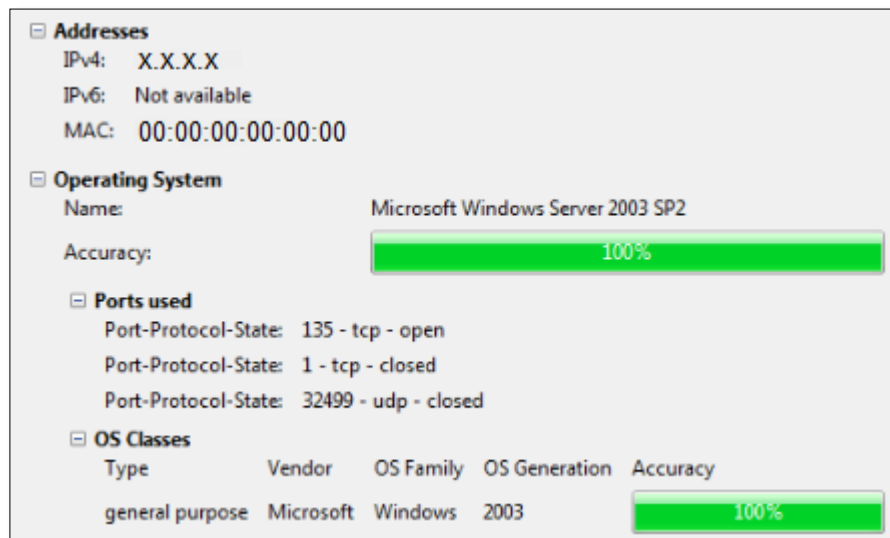 Addresses
IPv4: X.X.X.X
IPv6: Not available
MAC: 00:00:00:00:00:00
Operating System
Name: Microsoft Windows Server 2003 SP2
Accuracy: 100%
Ports used
Port-Protocol-State: 135 - tcp - open
Port-Protocol-State: 1 - tcp - closed
Port-Protocol-State: 32499 - udp - closed
OS Classes
Type Vendor OS Family OS Generation Accuracy
general purpose Microsoft Windows 2003 100%